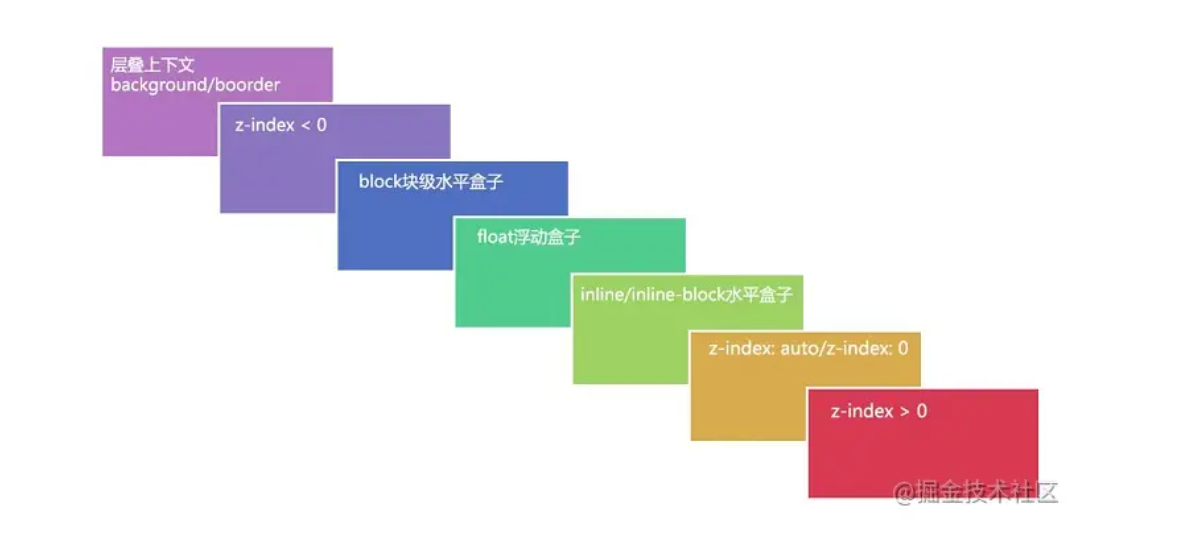 层叠上下文
background/boorder
z-index < 0
block块级水平盒子
float浮动盒子
inline/inline-block水平盒子
z-index: auto/z-index: 0
z-index > 0
@掘金技术社区